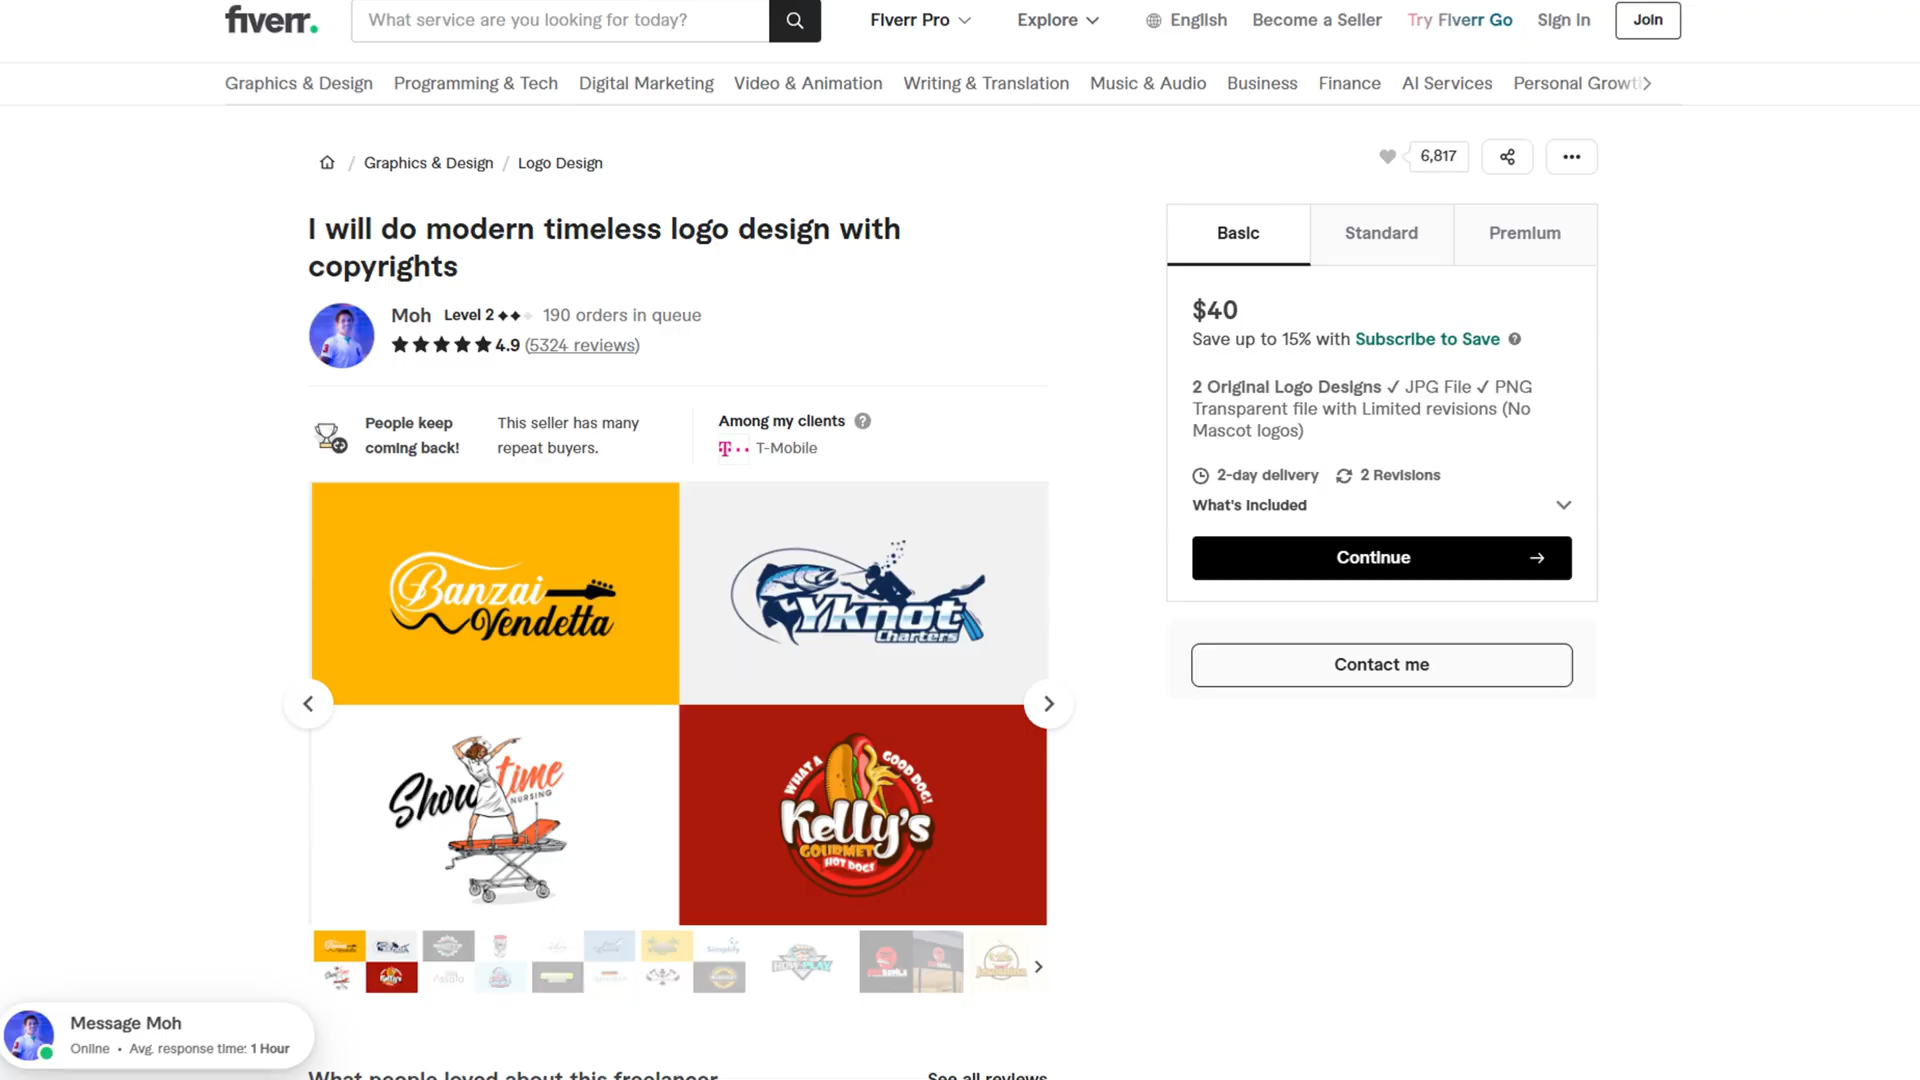 fiverr.
What service are you looking for today?
Fiverr Pro
Explore
English
Become a Seller
Try Fiverr Go
Sign In
Join
Graphics & Design
Programming & Tech
Digital Marketing
Video & Animation
Writing & Translation
Music & Audio
Business
Finance
AI Services
Personal Growt
/ Graphics & Design / Logo Design
6,817
I will do modern timeless logo design with
copyrights
Moh Level 2 190 orders in queue
4.9 (5324 reviews)
People keep
coming back!
This seller has many
repeat buyers.
Among my clients
T-Mobile
Basic
Standard
Premium
$40
Save up to 15% with Subscribe to Save
2 Original Logo Designs ✓ JPG File ✓ PNG
Transparent file with Limited revisions (No
Mascot logos)
2-day delivery
2 Revisions
What's Included
Continue
Contact me
Banzai
Vendetta
Yknot
Charters
Show time
NURSING
WHAT A GOOD DOG!
Kelly's
GOURMET
HOT DOGS
Simplify
Assala
Message Moh
Online • Avg. response time: 1 Hour
What people loved about this freelancer
See all reviews